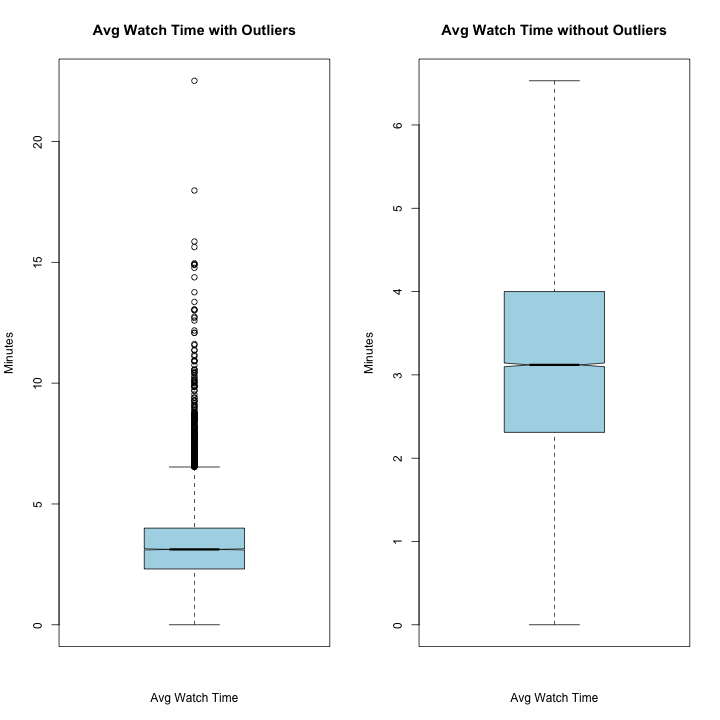 Avg Watch Time with Outliers
20
15
10
5
0
Minutes
Avg Watch Time
Avg Watch Time without Outliers
6
5
4
3
2
1
0
Minutes
Avg Watch Time